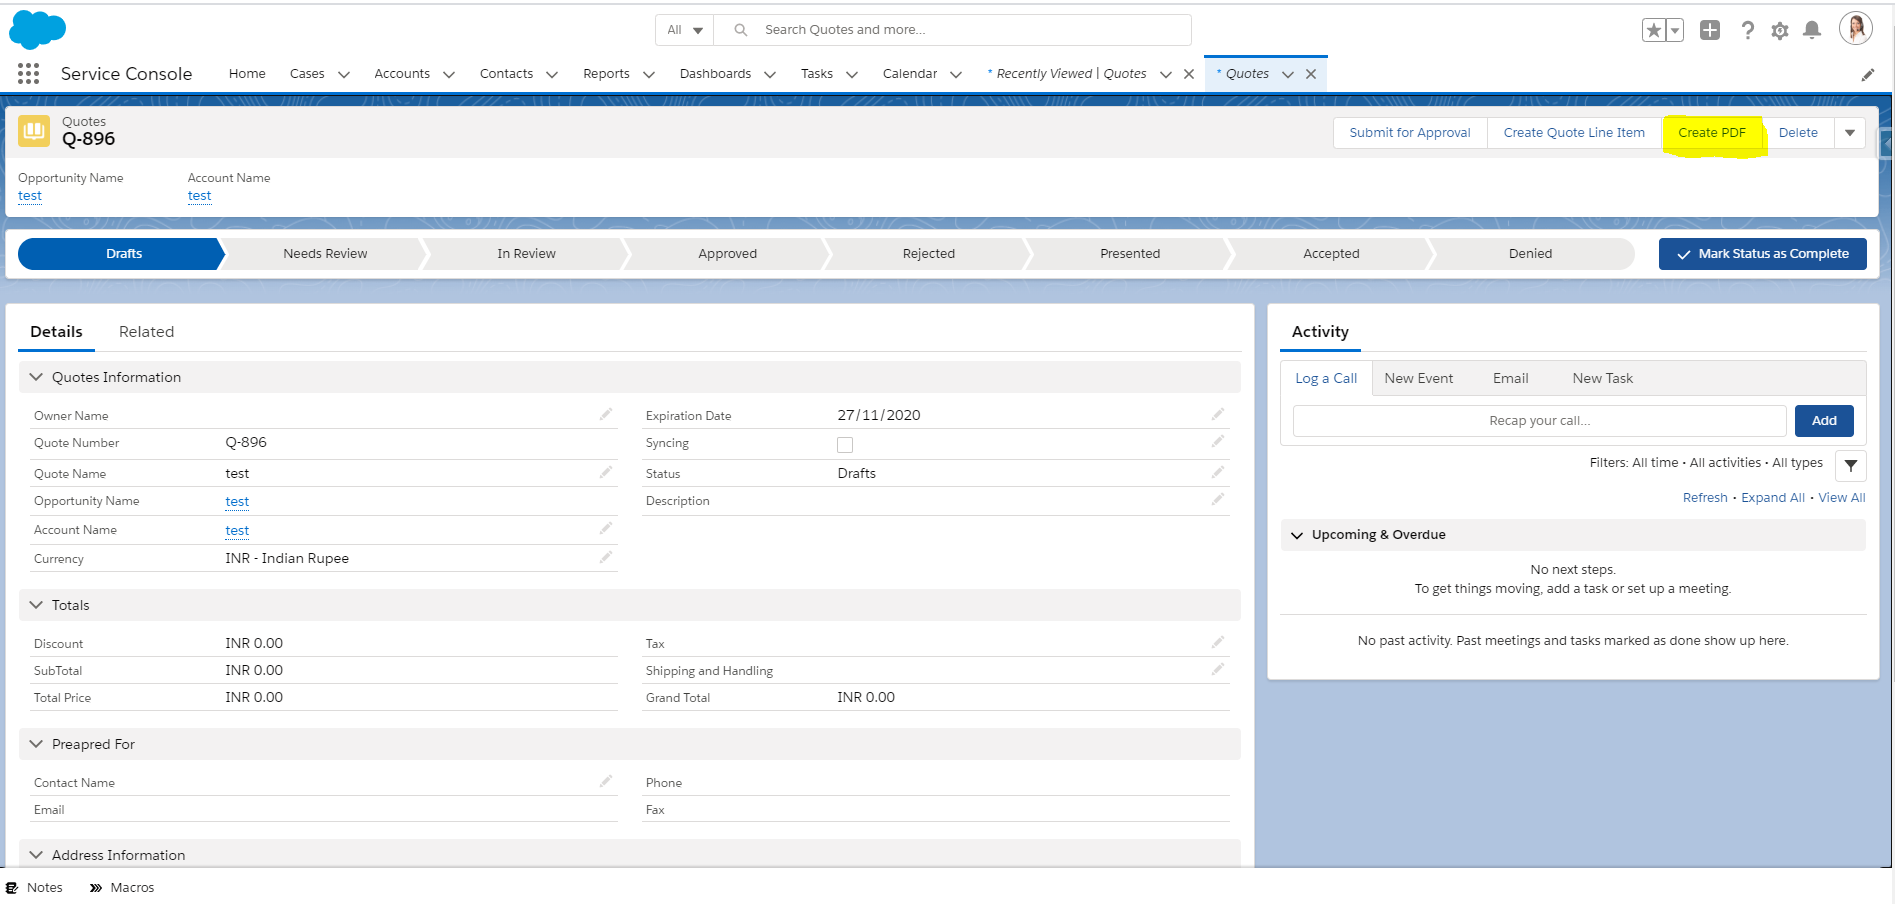 All Search Quotes and more...
Service Console Home Cases Accounts Contacts Reports Dashboards Tasks Calendar * Recently Viewed | Quotes * Quotes
Quotes
Q-896
Submit for Approval Create Quote Line Item Create PDF Delete
Opportunity Name Account Name
test test
Drafts Needs Review In Review Approved Rejected Presented Accepted Denied Mark Status as Complete
Details Related
Quotes Information
Owner Name Expiration Date 27/11/2020
Quote Number Q-896 Syncing
Quote Name test Status Drafts
Opportunity Name test Description
Account Name test
Currency INR - Indian Rupee
Totals
Discount INR 0.00 Tax
SubTotal INR 0.00 Shipping and Handling
Total Price INR 0.00 Grand Total INR 0.00
Preapred For
Contact Name Phone
Email Fax
Address Information
Activity
Log a Call New Event Email New Task
Recap your call... Add
Filters: All time • All activities • All types
Refresh • Expand All • View All
Upcoming & Overdue
No next steps.
To get things moving, add a task or set up a meeting.
No past activity. Past meetings and tasks marked as done show up here.
Notes Macros